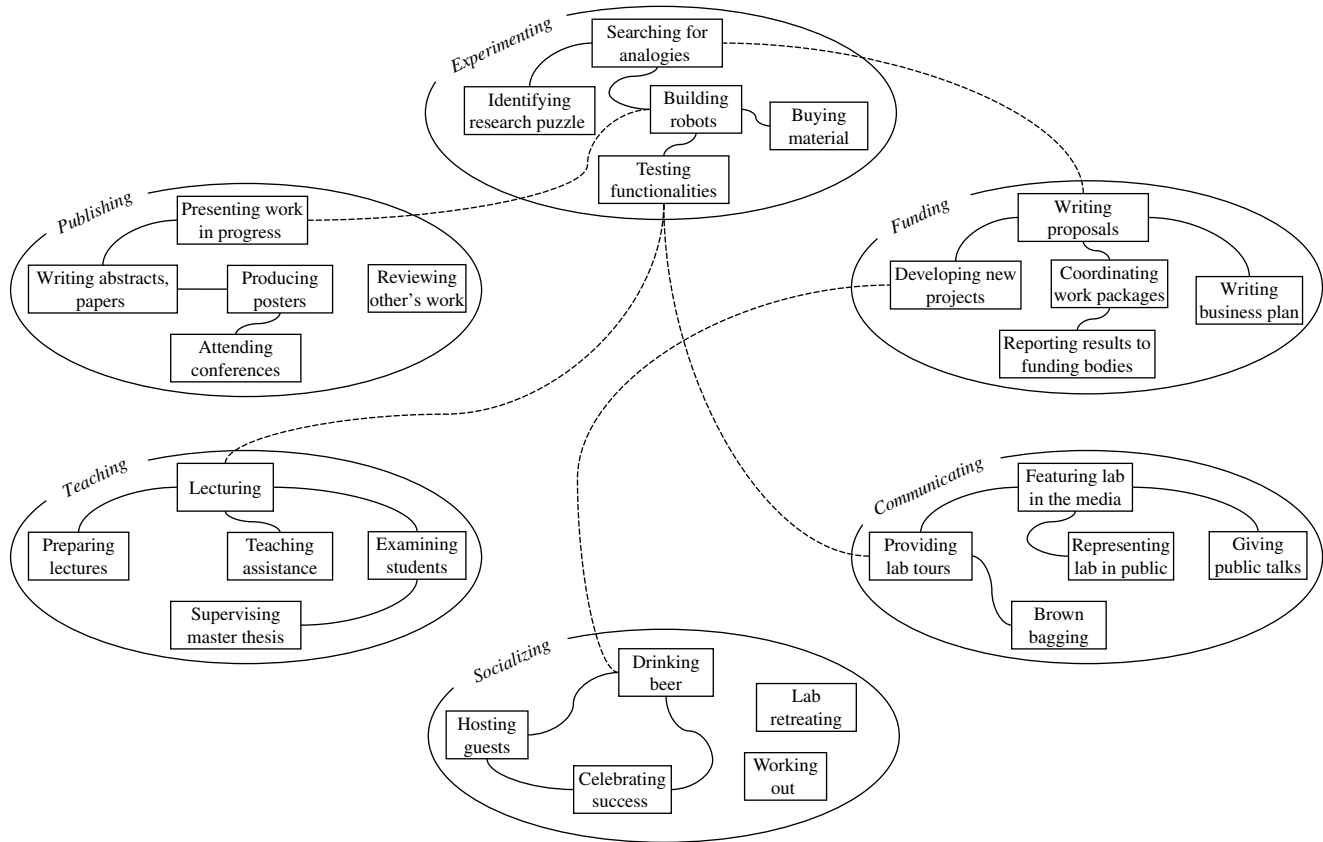 Experimenting
Searching for
analogies
Identifying
research puzzle
Building
robots
Buying
material
Testing
functionalities
Publishing
Presenting work
in progress
Writing abstracts,
papers
Producing
posters
Reviewing
other’s work
Attending
conferences
Funding
Writing
proposals
Developing new
projects
Coordinating
work packages
Writing
business plan
Reporting results to
funding bodies
Teaching
Lecturing
Preparing
lectures
Teaching
assistance
Examining
students
Supervising
master thesis
Communicating
Featuring lab
in the media
Providing
lab tours
Representing
lab in public
Giving
public talks
Brown
bagging
Socializing
Drinking
beer
Lab
retreating
Hosting
guests
Celebrating
success
Working
out